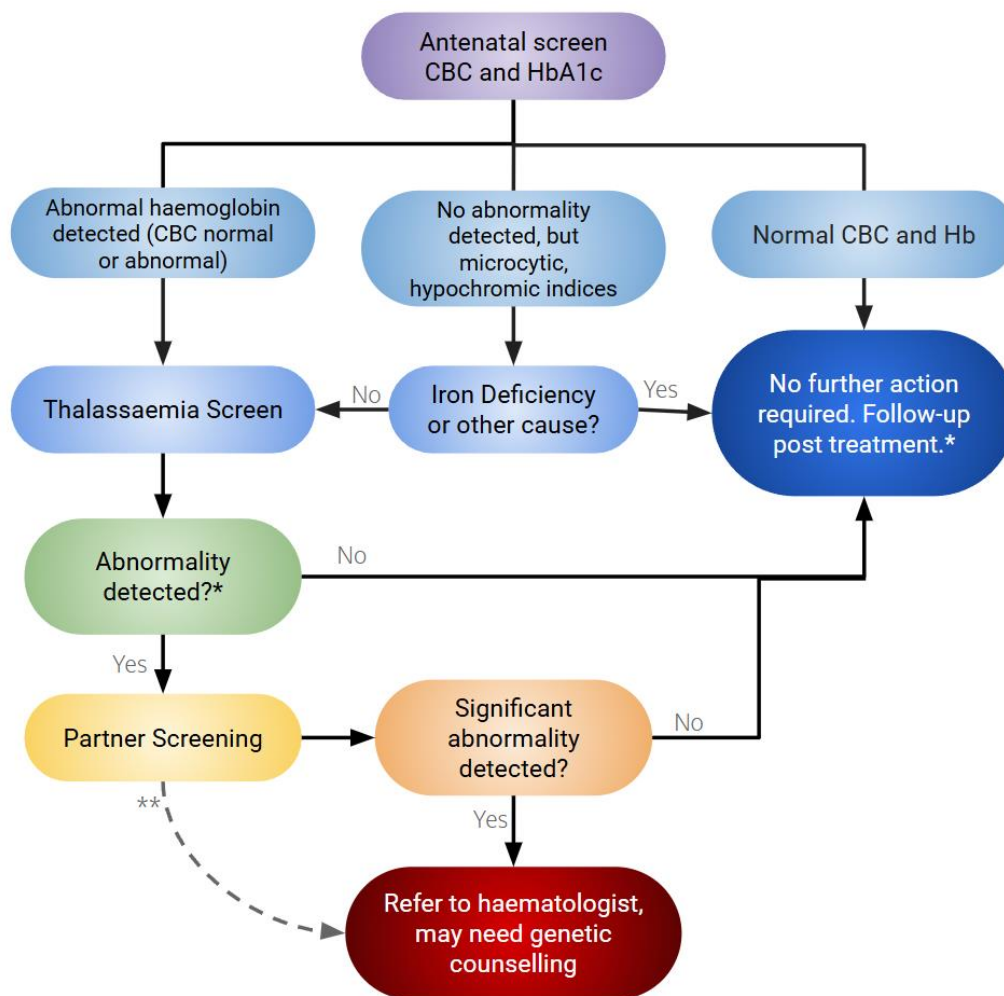 Antenatal screen
CBC and HbA1c
Abnormal haemoglobin
detected (CBC normal
or abnormal)
No abnormality
detected, but
microcytic,
hypochromic indices
Normal CBC and Hb
Thalassaemia Screen
No
Iron Deficiency
or other cause?
Yes
No further action
required. Follow-up
post treatment.*
Abnormality
detected?*
No
Yes
Partner Screening
Significant
abnormality
detected?
No
**
Yes
Refer to haematologist,
may need genetic
counselling